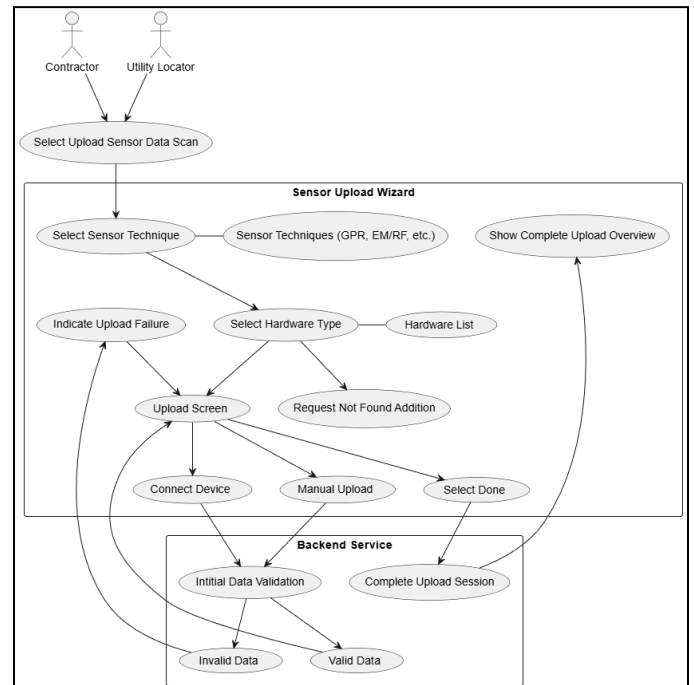 Contractor
Utility Locator
Select Upload Sensor Data Scan
Sensor Upload Wizard
Select Sensor Technique
Sensor Techniques (GPR, EM/RF, etc.)
Show Complete Upload Overview
Indicate Upload Failure
Select Hardware Type
Hardware List
Upload Screen
Request Not Found Addition
Connect Device
Manual Upload
Select Done
Backend Service
Intitial Data Validation
Complete Upload Session
Invalid Data
Valid Data